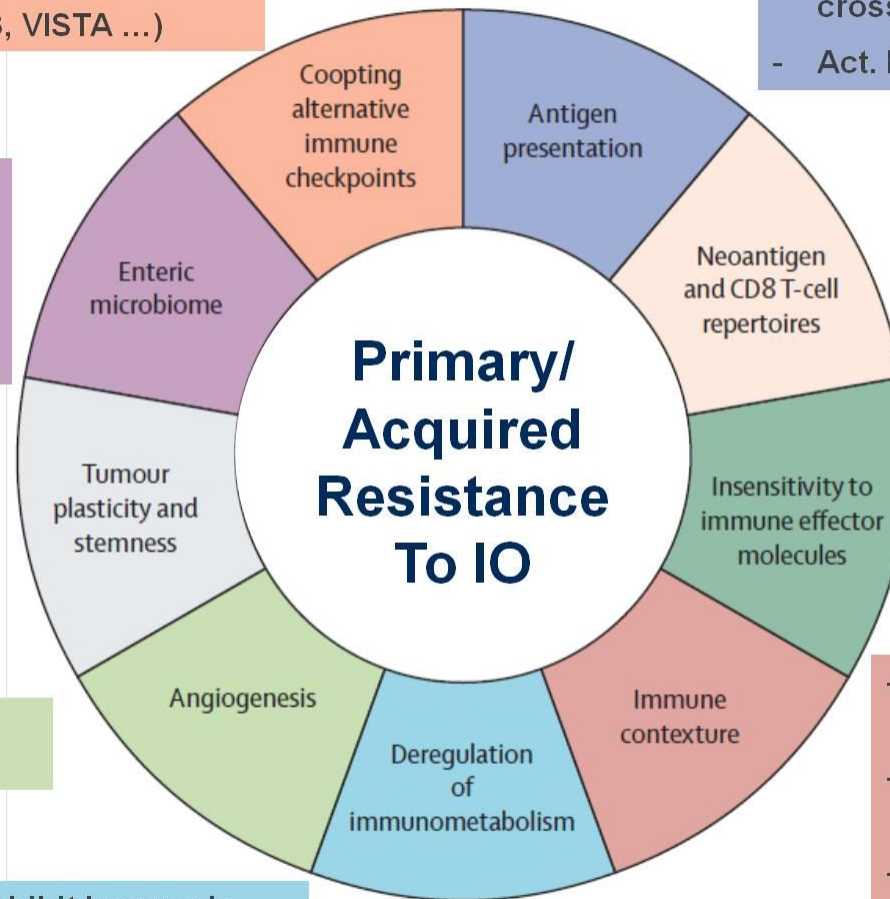 , VISTA ...)
cross
- Act.
Coopting
alternative
immune
checkpoints
Antigen
presentation
Neoantigen
and CD8 T-cell
repertoires
Insensitivity to
immune effector
molecules
Immune
contexture
Deregulation
of
immunometabolism
Angiogenesis
Tumour
plasticity and
stemness
Enteric
microbiome
Primary/
Acquired
Resistance
To IO
-
-
-